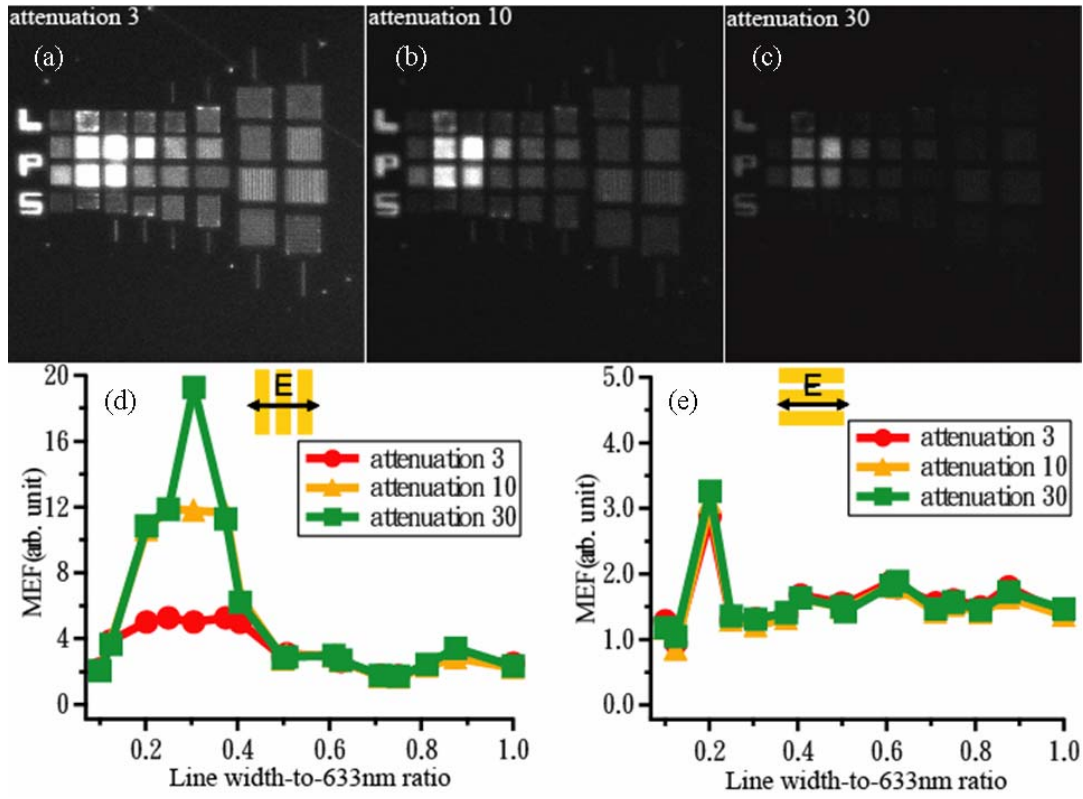 attenuation 3
attenuation 10
attenuation 30
(a)
(b)
(c)
L
P
S
L
P
S
L
P
S
20
16
12
8
4
0
MEF(arb. unit)
(d)
E
attenuation 3
attenuation 10
attenuation 30
0.2
0.4
0.6
0.8
1.0
Line width-to-633nm ratio
5.0
4.0
3.0
2.0
1.0
0.0
MEF(arb. unit)
(e)
E
attenuation 3
attenuation 10
attenuation 30
0.2
0.4
0.6
0.8
1.0
Line width-to-633nm ratio